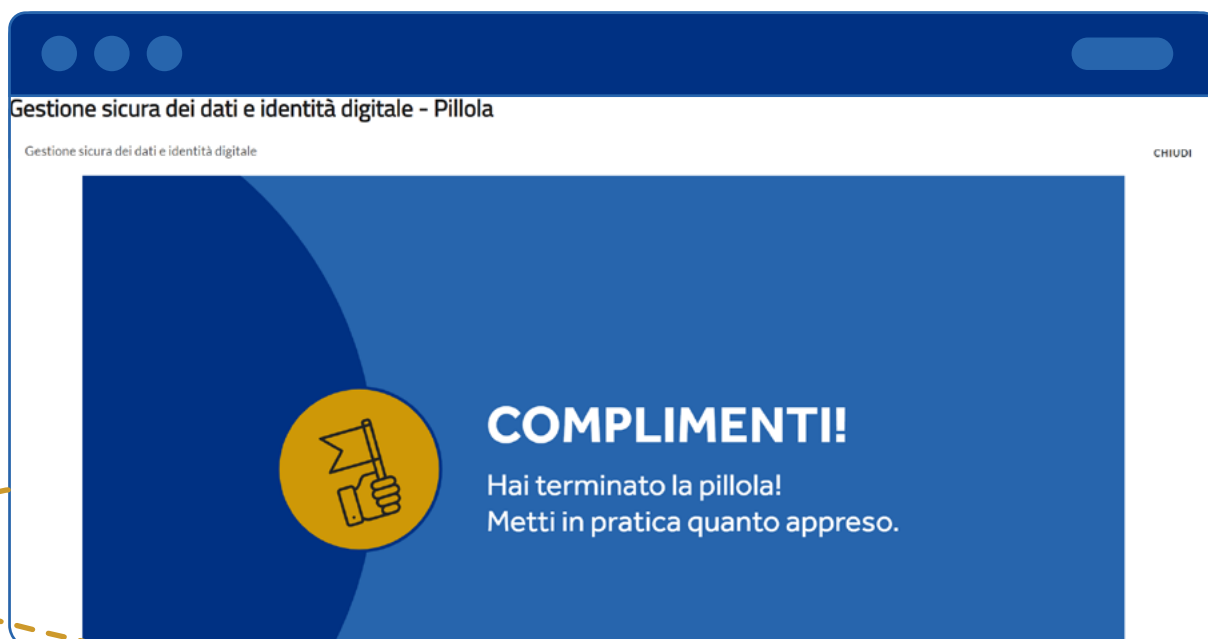 Gestione sicura dei dati e identità digitale - Pillola
Gestione sicura dei dati e identità digitale
CHIUDI
COMPLIMENTI!
Hai terminato la pillola!
Metti in pratica quanto appreso.